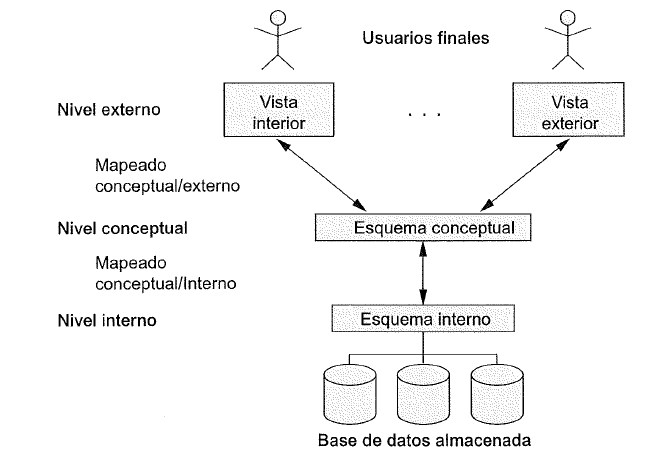 Usuarios finales
Nivel externo
Vista
interior
. . .
Vista
exterior
Mapeado
conceptual/externo
Nivel conceptual
Esquema conceptual
Mapeado
conceptual/Interno
Nivel interno
Esquema interno
Base de datos almacenada